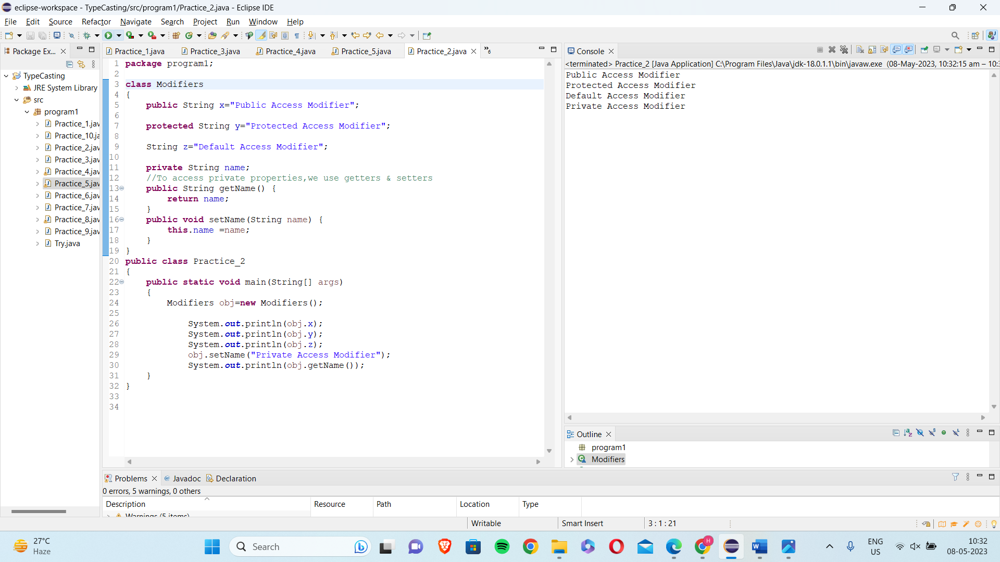 eclipse-workspace - TypeCasting/src/program1/Practice_2.java - Eclipse IDE
File Edit Source Refactor Navigate Search Project Run Window Help
Package Ex...
TypeCasting
JRE System Library
src
program1
Practice_1.jav
Practice_10.ja
Practice_2.jav
Practice_3.jav
Practice_4.jav
Practice_5.jav
Practice_6.jav
Practice_7.jav
Practice_8.jav
Practice_9.jav
Try.java
Practice_1.java Practice_3.java Practice_4.java Practice_5.java Practice_2.java »6
1 package program1;
2
3 class Modifiers
4 {
5 public String x="Public Access Modifier";
6
7 protected String y="Protected Access Modifier";
8
9 String z="Default Access Modifier";
10
11 private String name;
12 //To access private properties,we use getters & setters
13 public String getName() {
14 return name;
15 }
16 public void setName(String name) {
17 this.name =name;
18 }
19 }
20 public class Practice_2
21 {
22 public static void main(String[] args)
23 {
24 Modifiers obj=new Modifiers();
25
26 System.out.println(obj.x);
27 System.out.println(obj.y);
28 System.out.println(obj.z);
29 obj.setName("Private Access Modifier");
30 System.out.println(obj.getName());
31 }
32 }
33
34
Console
<terminated> Practice_2 [Java Application] C:\Program Files\Java\jdk-18.0.1.1\bin\javaw.exe (08-May-2023, 10:32:15 am – 10:
Public Access Modifier
Protected Access Modifier
Default Access Modifier
Private Access Modifier
Outline
program1
Modifiers
Problems @ Javadoc Declaration
0 errors, 5 warnings, 0 others
Description Resource Path Location Type
Warnings (5 items)
Writable Smart Insert 3 : 1 : 21
27°C
Haze
Search
H
ENG
US
10:32
08-05-2023